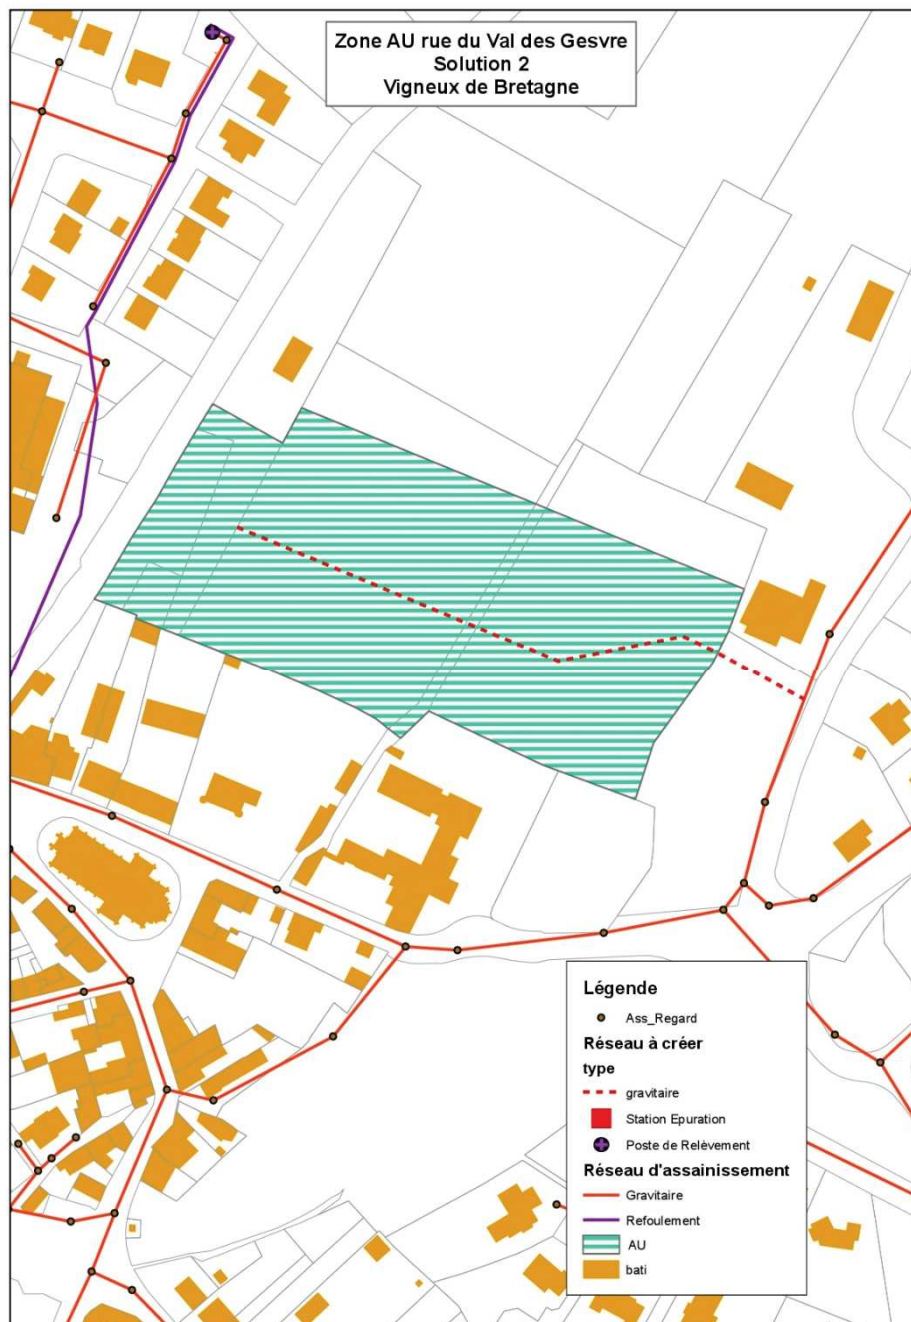 Zone AU rue du Val des Gesvre
Solution 2
Vigneux de Bretagne
Légende
Ass_Regard
Réseau à créer
type
gravitaire
Station Epuration
Poste de Relèvement
Réseau d'assainissement
Gravitaire
Refoulement
AU
bati